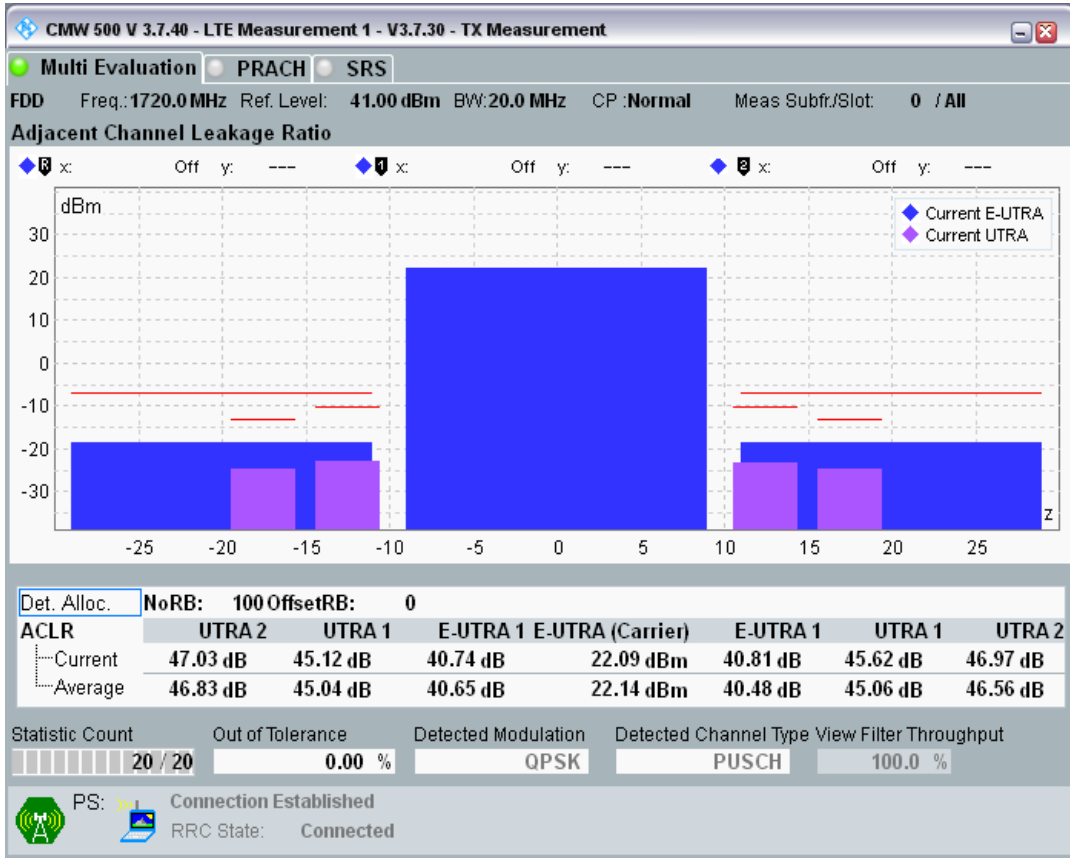 CMW 500 V 3.7.40 - LTE Measurement 1 - V3.7.30 - TX Measurement
Multi Evaluation PRACH SRS
FDD Freq.:1720.0 MHz Ref. Level: 41.00 dBm BW:20.0 MHz CP :Normal Meas Subfr./Slot: 0 / All
Adjacent Channel Leakage Ratio
R x: Off y: --- 1 x: Off y: --- 2 x: Off y: ---
dBm
Current E-UTRA
Current UTRA
30
20
10
0
-10
-20
-30
z
-25 -20 -15 -10 -5 0 5 10 15 20 25
Det. Alloc. NoRB: 100 OffsetRB: 0
ACLR UTRA 2 UTRA 1 E-UTRA 1 E-UTRA (Carrier) E-UTRA 1 UTRA 1 UTRA 2
Current 47.03 dB 45.12 dB 40.74 dB 22.09 dBm 40.81 dB 45.62 dB 46.97 dB
Average 46.83 dB 45.04 dB 40.65 dB 22.14 dBm 40.48 dB 45.06 dB 46.56 dB
Statistic Count Out of Tolerance Detected Modulation Detected Channel Type View Filter Throughput
20 / 20 0.00 % QPSK PUSCH 100.0 %
PS: Connection Established
RRC State: Connected